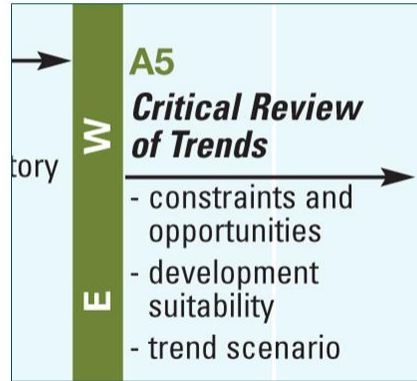 A5
Critical Review
of Trends
tory
- constraints and
opportunities
- development
suitability
- trend scenario
E W